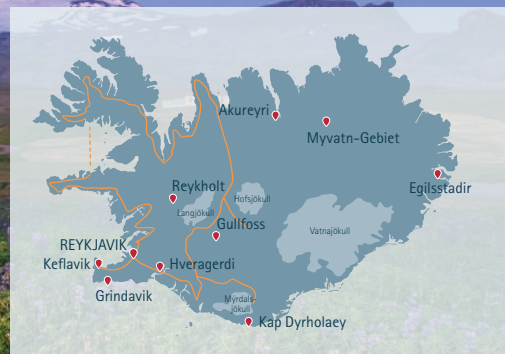 Akureyri
Myvatn-Gebiet
Egilsstadir
Reykholt
Hofsjökull
Langjökull
Gullfoss
Vatnajökull
REYKJAVIK
Keflavik
Hveragerdi
Grindavik
Myrdals-
jökull
Kap Dyrholaey